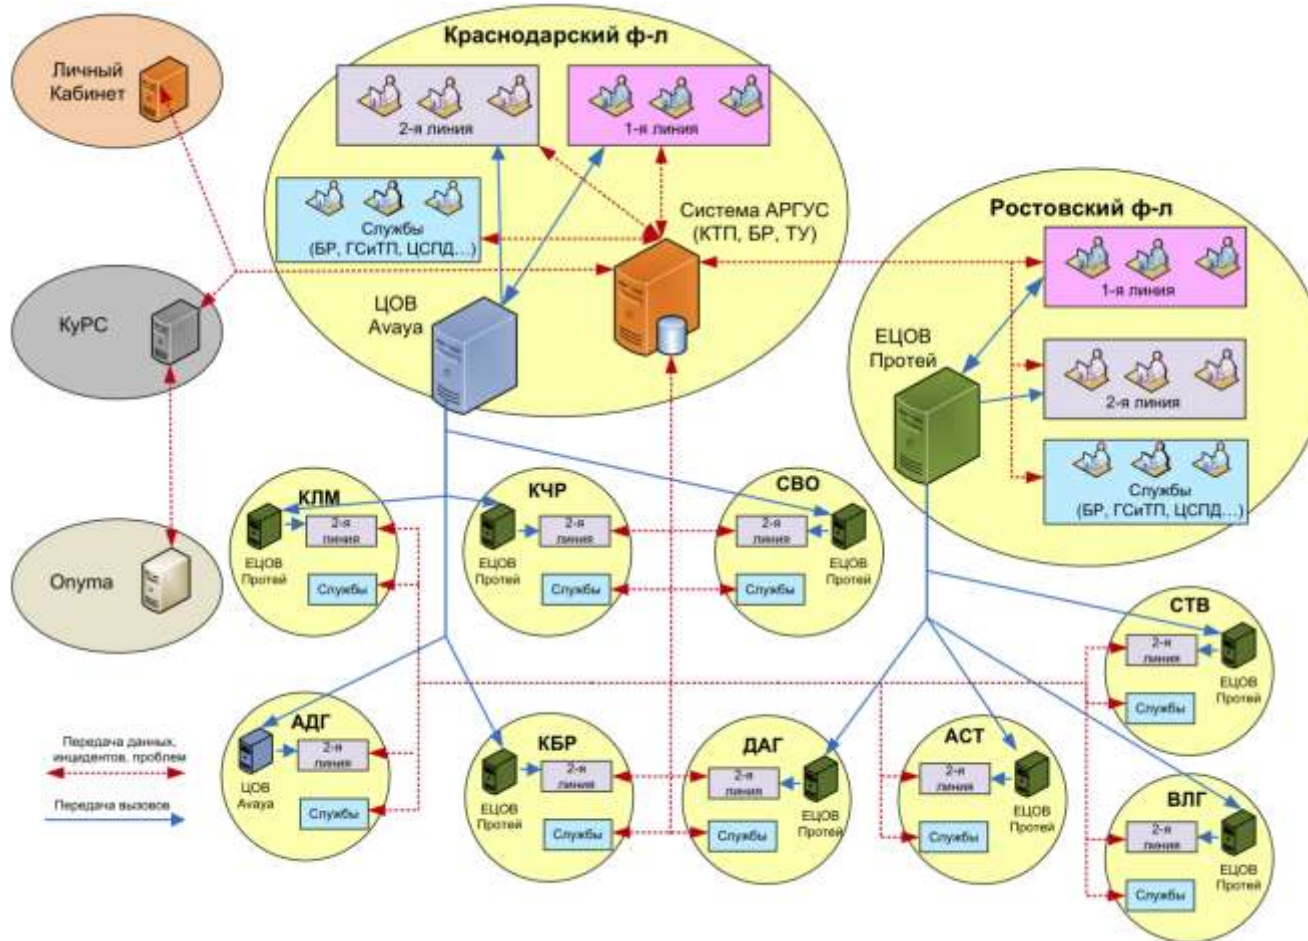 Краснодарский ф-л
Личный
Кабинет
2-я линия
1-я линия
Службы
(БР, ГСиТП, ЦСПД...)
Система АРГУС
(КТП, БР, ТУ)
Ростовский ф-л
1-я линия
КуРС
ЦОВ
Avaya
ЕЦОВ
Протей
2-я линия
Службы
(БР, ГСиТП, ЦСПД...)
Onyma
КЛМ
2-я
линия
ЕЦОВ
Протей
Службы
КЧР
2-я
линия
ЕЦОВ
Протей
Службы
СВО
2-я
линия
ЕЦОВ
Протей
Службы
СТВ
2-я
линия
ЕЦОВ
Протей
Службы
АДГ
2-я
линия
ЦОВ
Avaya
Службы
КБР
2-я
линия
ЕЦОВ
Протей
Службы
ДАГ
2-я
линия
ЕЦОВ
Протей
Службы
АСТ
2-я
линия
ЕЦОВ
Протей
Службы
ВЛГ
2-я
линия
ЕЦОВ
Протей
Службы
Передача данных,
инцидентов, проблем
Передача вызовов